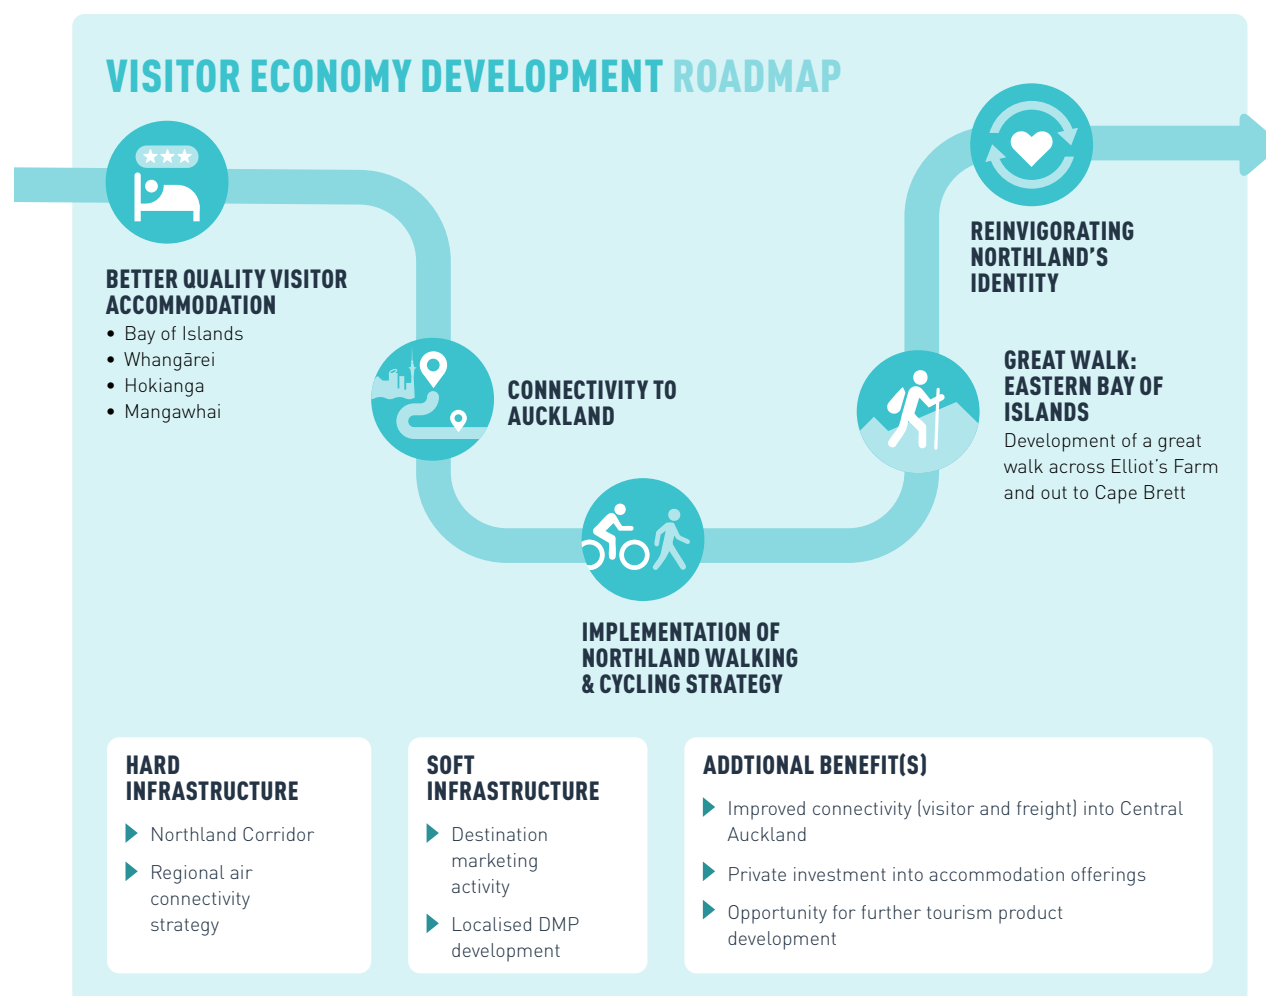 VISITOR ECONOMY DEVELOPMENT ROADMAP
BETTER QUALITY VISITOR
ACCOMMODATION
• Bay of Islands
• Whangārei
• Hokianga
• Mangawhai
CONNECTIVITY TO
AUCKLAND
IMPLEMENTATION OF
NORTHLAND WALKING
& CYCLING STRATEGY
GREAT WALK:
EASTERN BAY OF
ISLANDS
Development of a great
walk across Elliot’s Farm
and out to Cape Brett
REINVIGORATING
NORTHLAND’S
IDENTITY
HARD
INFRASTRUCTURE
Northland Corridor
Regional air
connectivity
strategy
SOFT
INFRASTRUCTURE
Destination
marketing
activity
Localised DMP
development
ADDTIONAL BENEFIT(S)
Improved connectivity (visitor and freight) into Central
Auckland
Private investment into accommodation offerings
Opportunity for further tourism product
development